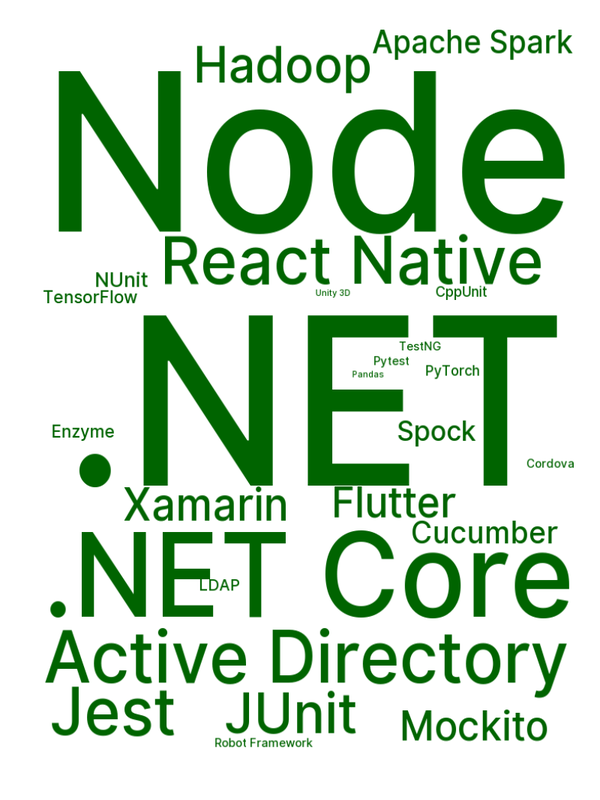 Apache Spark
Hadoop
Node
React Native
NUnit
TensorFlow
Unity 3D
CppUnit
.NET
TestNG
Pytest
PyTorch
Pandas
Enzyme
Spock
Cordova
Xamarin
Flutter
Cucumber
.NET Core
LDAP
Active Directory
Jest
JUnit
Mockito
Robot Framework